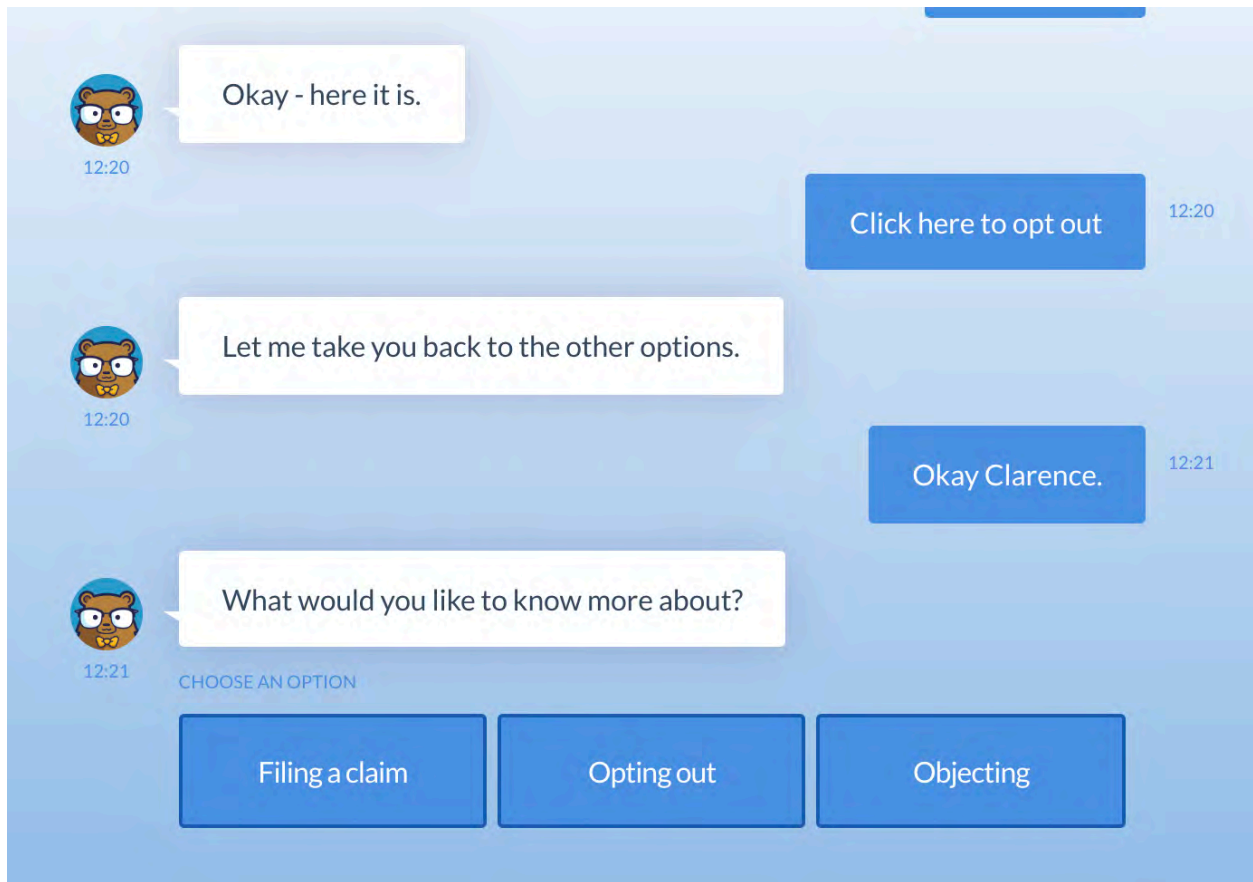 Okay - here it is.
12:20
Click here to opt out
12:20
Let me take you back to the other options.
12:20
Okay Clarence.
12:21
What would you like to know more about?
12:21
CHOOSE AN OPTION
Filing a claim
Opting out
Objecting